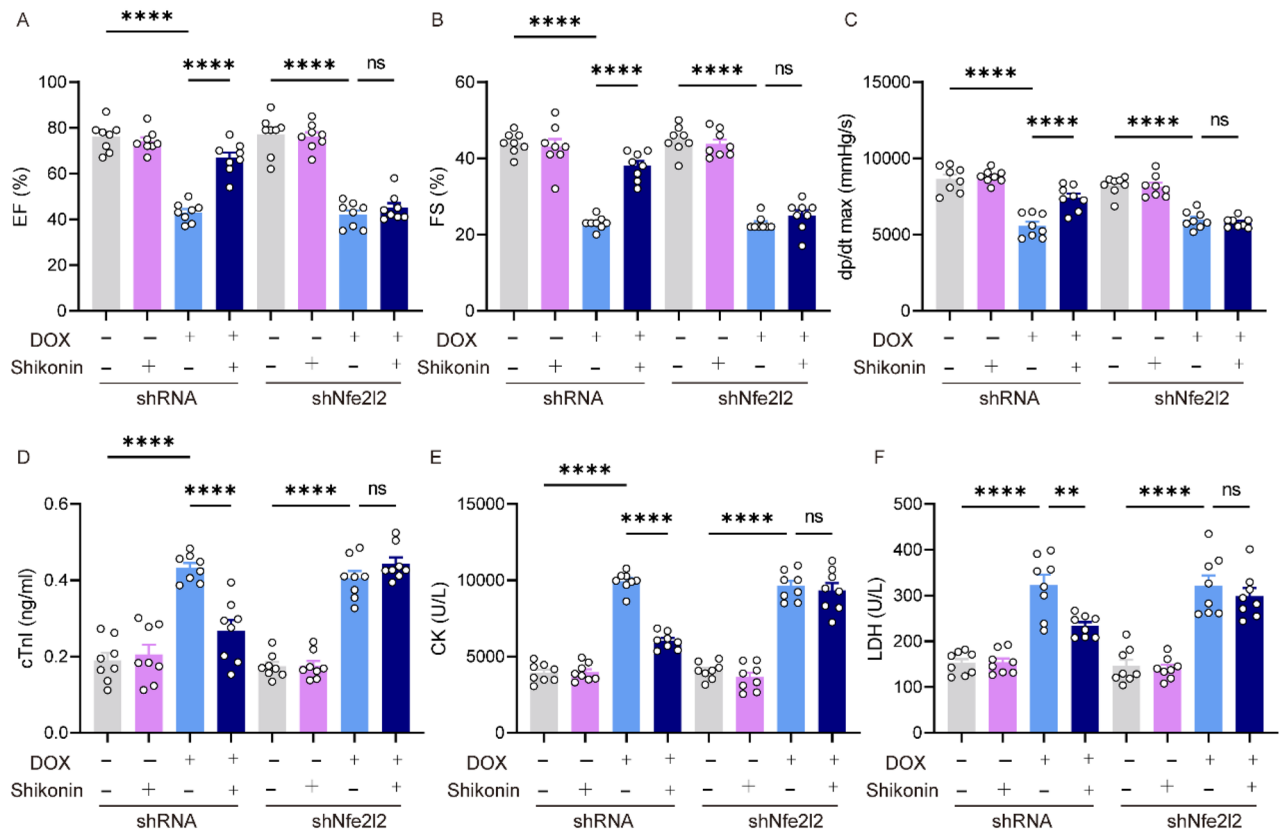 A
B
C
**** **** **** ns
**** **** **** ns
**** **** **** ns
EF (%)
100
80
60
40
20
0
FS (%)
60
40
20
0
dp/dt max (mmHg/s)
15000
10000
5000
0
DOX − − + + − − + +
Shikonin − + − + − + − +
shRNA shNfe2l2
DOX − − + + − − + +
Shikonin − + − + − + − +
shRNA shNfe2l2
DOX − − + + − − + +
Shikonin − + − + − + − +
shRNA shNfe2l2
D
E
F
**** **** **** ns
**** **** **** ns
**** ** **** ns
cTnI (ng/ml)
0.6
0.4
0.2
0.0
CK (U/L)
15000
10000
5000
0
LDH (U/L)
500
400
300
200
100
0
DOX − − + + − − + +
Shikonin − + − + − + − +
shRNA shNfe2l2
DOX − − + + − − + +
Shikonin − + − + − + − +
shRNA shNfe2l2
DOX − − + + − − + +
Shikonin − + − + − + − +
shRNA shNfe2l2